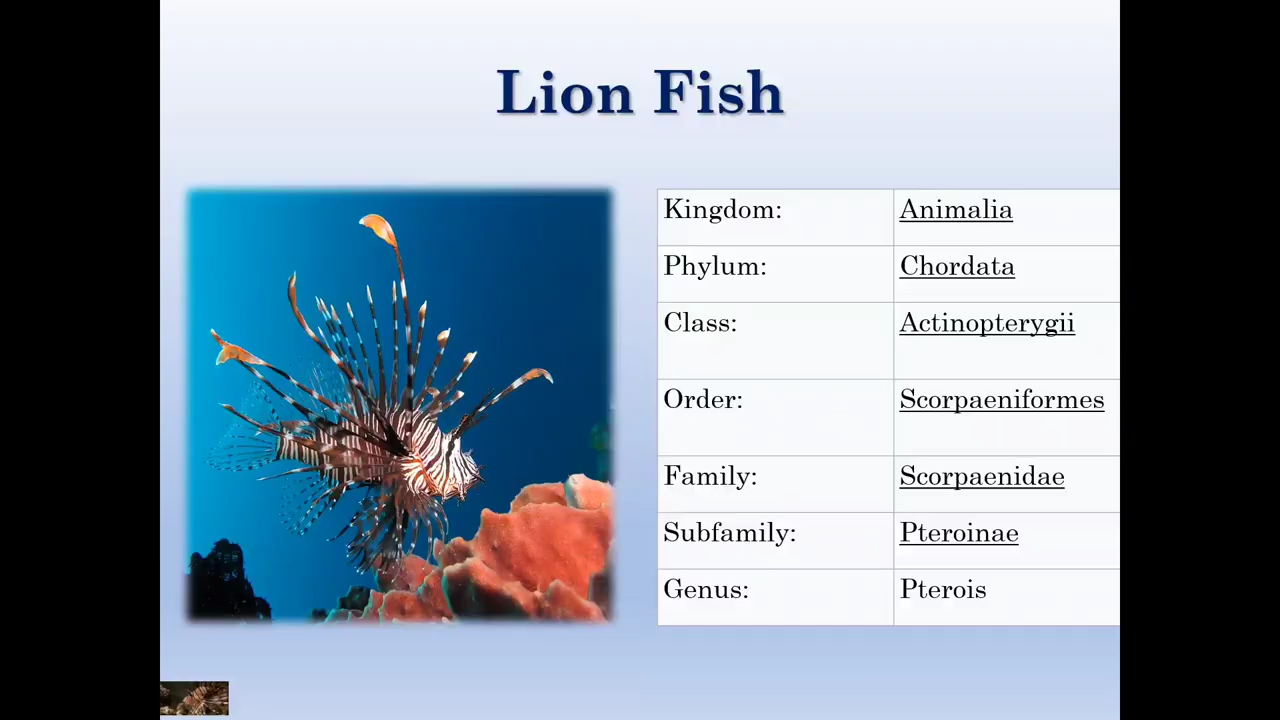 Lion Fish
Kingdom: Animalia
Phylum: Chordata
Class: Actinopterygii
Order: Scorpaeniformes
Family: Scorpaenidae
Subfamily: Pteroinae
Genus: Pterois